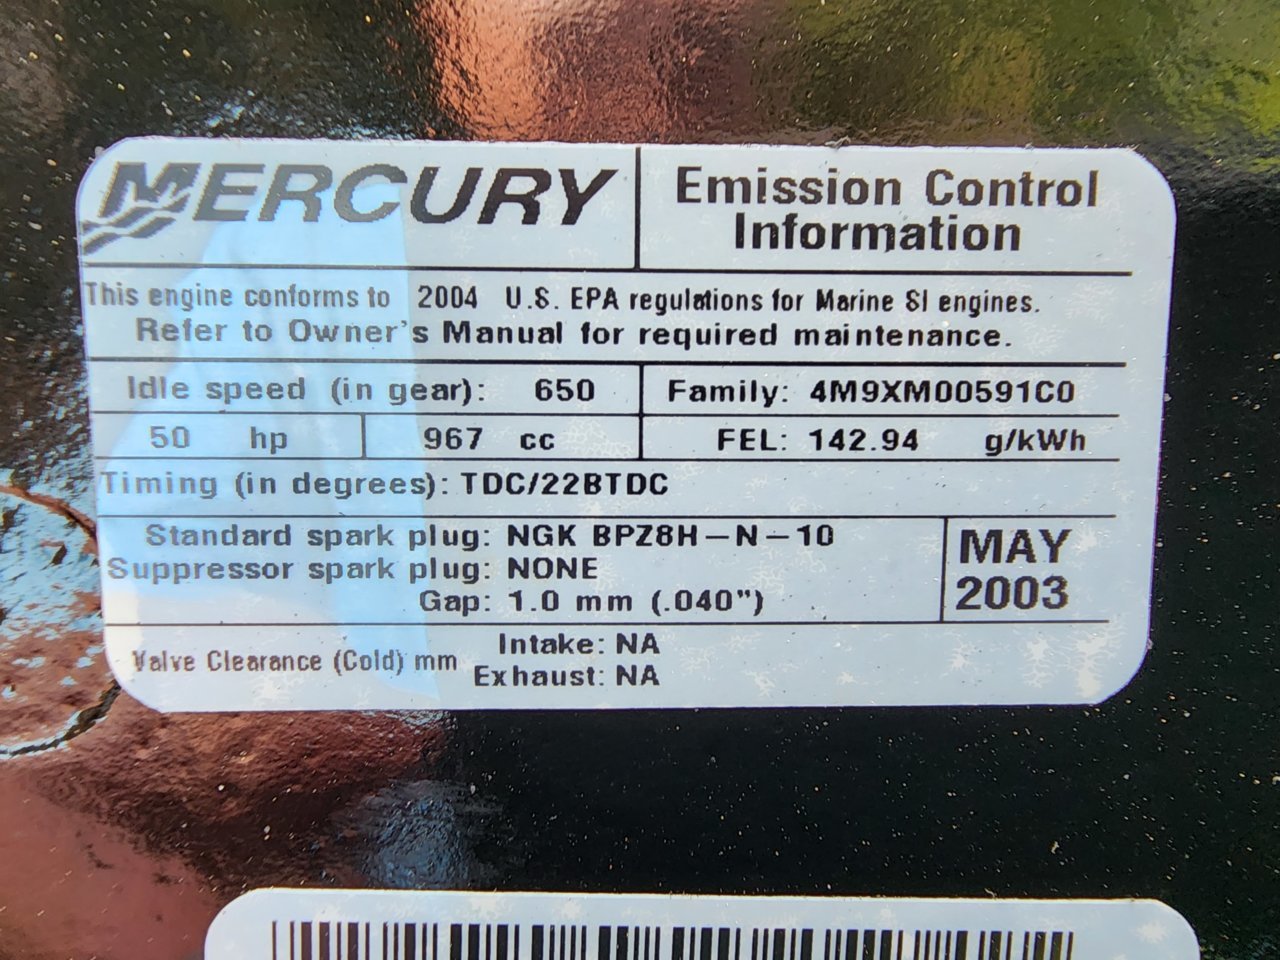 MERCURY
Emission Control
Information
This engine conforms to 2004 U.S. EPA regulations for Marine SI engines.
Refer to Owner's Manual for required maintenance.
Idle speed (in gear): 650
Family: 4M9XM00591C0
50 hp
967 cc
FEL: 142.94 g/kWh
Timing (in degrees): TDC/22BTDC
Standard spark plug: NGK BPZ8H-N-10
Suppressor spark plug: NONE
Gap: 1.0 mm (.040")
MAY
2003
Valve Clearance (Cold) mm
Intake: NA
Exhaust: NA